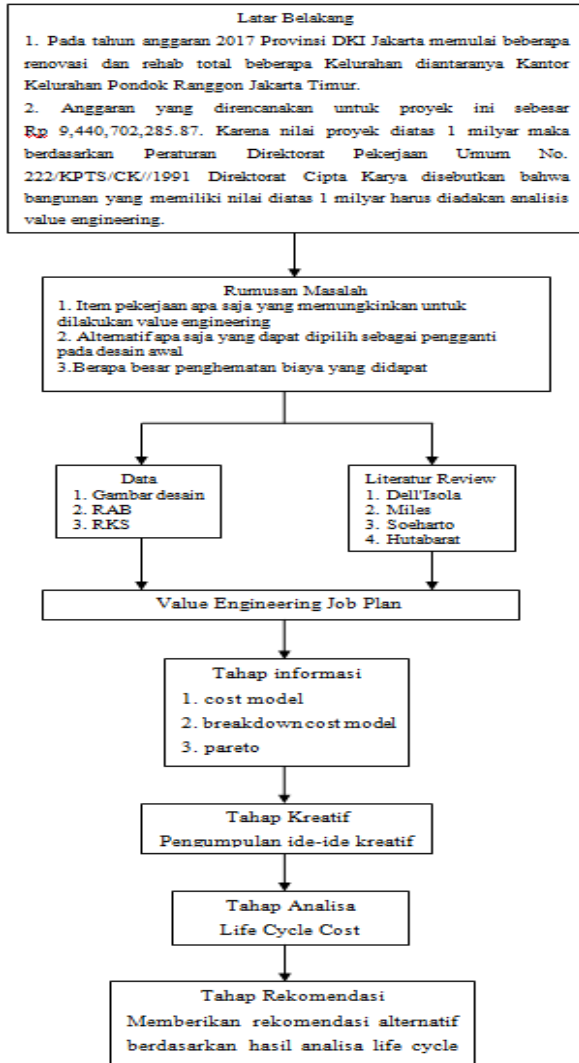 Latar Belakang
1. Pada tahun anggaran 2017 Provinsi DKI Jakarta memulai beberapa
renovasi dan rehab total beberapa Kelurahan diantaranya Kantor
Kelurahan Pondok Ranggon Jakarta Timur.
2. Anggaran yang direncanakan untuk proyek ini sebesar
Rp 9,440,702,285.87. Karena nilai proyek diatas 1 milyar maka
berdasarkan Peraturan Direktorat Pekerjaan Umum No.
222/KPTS/CK//1991 Direktorat Cipta Karya disebutkan bahwa
bangunan yang memiliki nilai diatas 1 milyar harus diadakan analisis
value engineering.
Rumusan Masalah
1. Item pekerjaan apa saja yang memungkinkan untuk
dilakukan value engineering
2. Alternatif apa saja yang dapat dipilih sebagai pengganti
pada desain awal
3.Berapa besar penghematan biaya yang didapat
Data
1. Gambar desain
2. RAB
3. RKS
Literatur Review
1. Dell'Isola
2. Miles
3. Soeharto
4. Hutabarat
Value Engineering Job Plan
Tahap informasi
1. cost model
2. breakdown cost model
3. pareto
Tahap Kreatif
Pengumpulan ide-ide kreatif
Tahap Analisa
Life Cycle Cost
Tahap Rekomendasi
Memberikan rekomendasi alternatif
berdasarkan hasil analisa life cycle